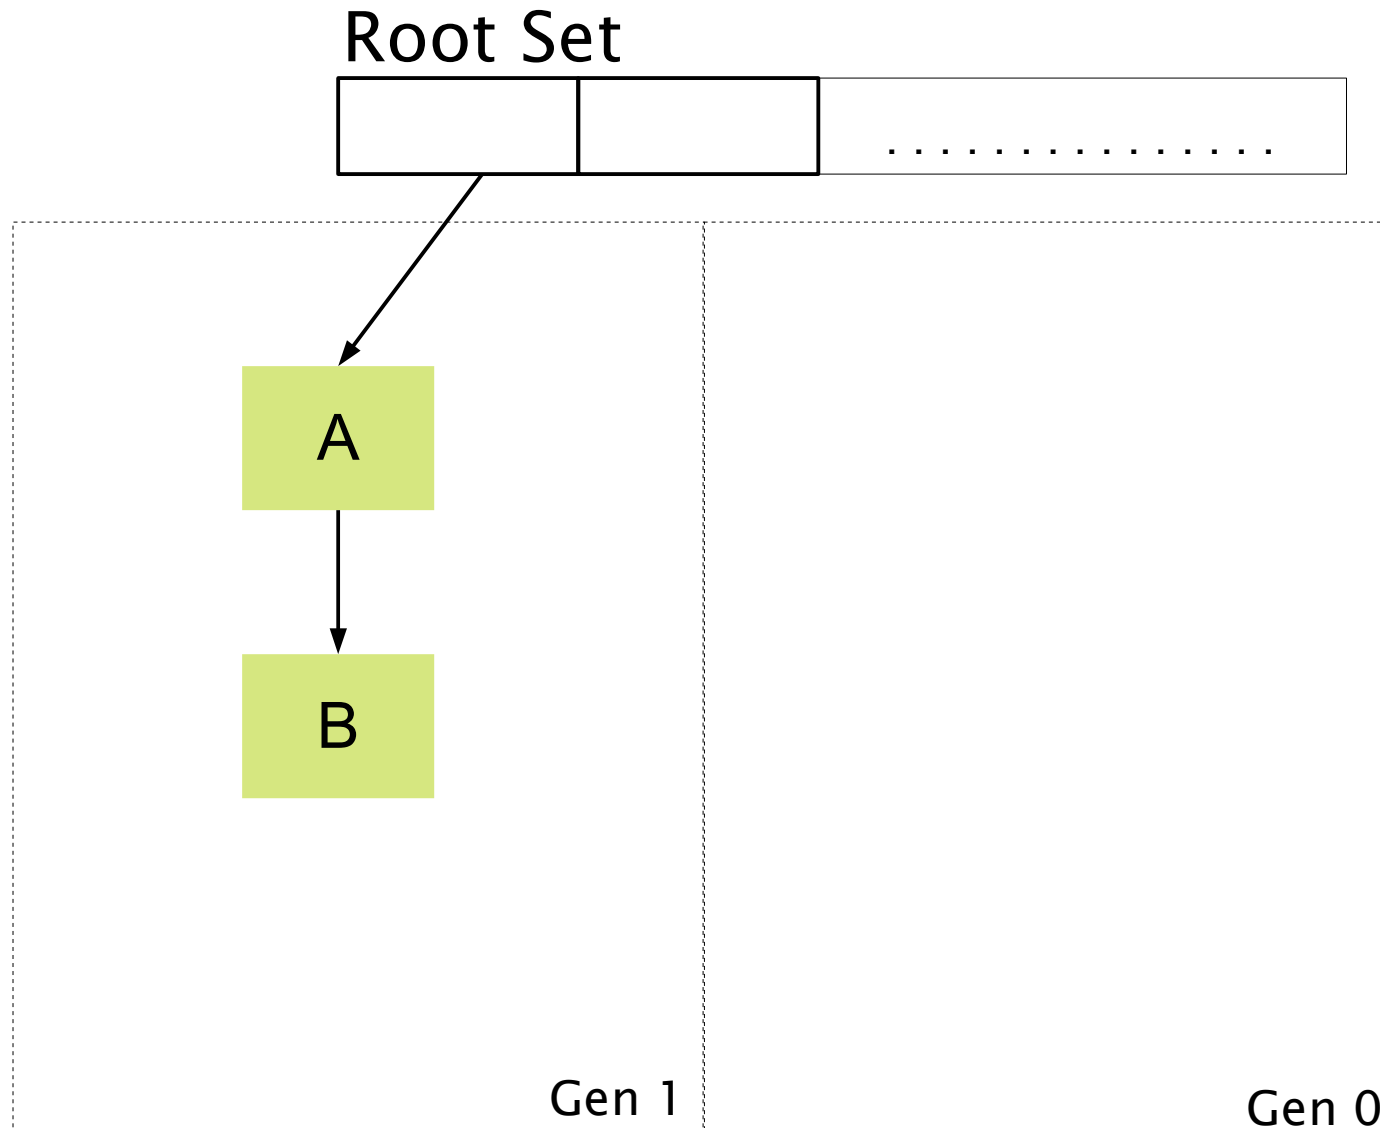 Root Set
. . . . . . . . . . . . . . .
A
B
Gen 1
Gen 0